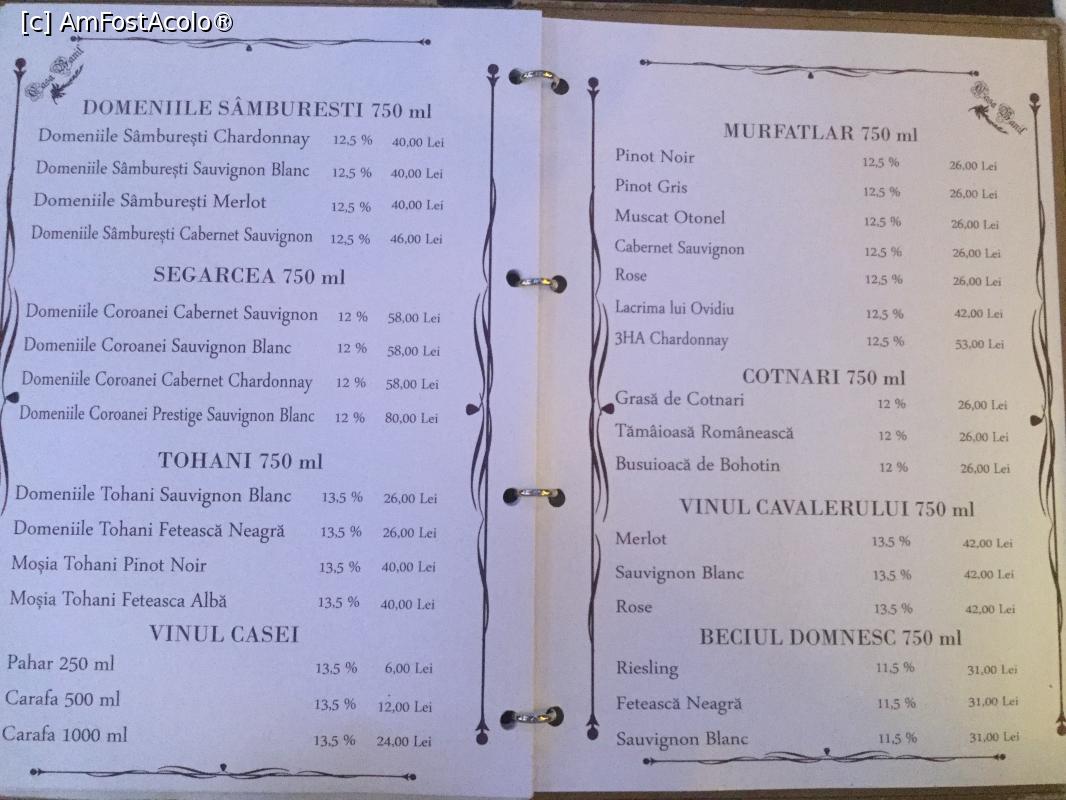 [c] AmFostAcolo®
DOMENIILE SÂMBURESTI 750 ml
Domeniile Sâmburești Chardonnay 12,5 % 40,00 Lei
Domeniile Sâmburești Sauvignon Blanc 12,5 % 40,00 Lei
Domeniile Sâmburești Merlot 12,5 % 40,00 Lei
Domeniile Sâmburești Cabernet Sauvignon 12,5 % 46,00 Lei
SEGARCEA 750 ml
Domeniile Coroanei Cabernet Sauvignon 12 % 58,00 Lei
Domeniile Coroanei Sauvignon Blanc 12 % 58,00 Lei
Domeniile Coroanei Cabernet Chardonnay 12 % 58,00 Lei
Domeniile Coroanei Prestige Sauvignon Blanc 12 % 80,00 Lei
TOHANI 750 ml
Domeniile Tohani Sauvignon Blanc 13,5 % 26,00 Lei
Domeniile Tohani Fetească Neagră 13,5 % 26,00 Lei
Moșia Tohani Pinot Noir 13,5 % 40,00 Lei
Moșia Tohani Feteasca Albă 13,5 % 40,00 Lei
VINUL CASEI
Pahar 250 ml 13,5 % 6,00 Lei
Carafa 500 ml 13,5 % 12,00 Lei
Carafa 1000 ml 13,5 % 24,00 Lei
MURFATLAR 750 ml
Pinot Noir 12,5 % 26,00 Lei
Pinot Gris 12,5 % 26,00 Lei
Muscat Otonel 12,5 % 26,00 Lei
Cabernet Sauvignon 12,5 % 26,00 Lei
Rose 12,5 % 26,00 Lei
Lacrima lui Ovidiu 12,5 % 42,00 Lei
3HA Chardonnay 12,5 % 53,00 Lei
COTNARI 750 ml
Grasă de Cotnari 12 % 26,00 Lei
Tămâioasă Românească 12 % 26,00 Lei
Busuioacă de Bohotin 12 % 26,00 Lei
VINUL CAVALERULUI 750 ml
Merlot 13,5 % 42,00 Lei
Sauvignon Blanc 13,5 % 42,00 Lei
Rose 13,5 % 42,00 Lei
BECIUL DOMNESC 750 ml
Riesling 11,5 % 31,00 Lei
Fetească Neagră 11,5 % 31,00 Lei
Sauvignon Blanc 11,5 % 31,00 Lei